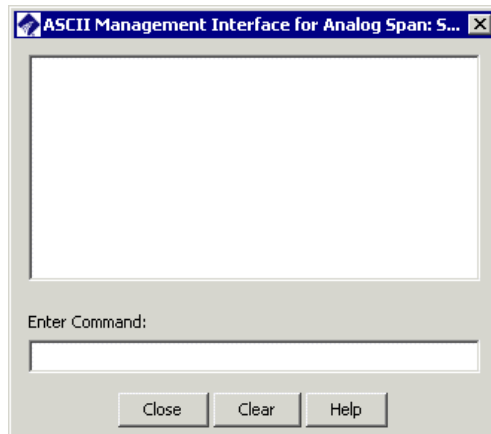 ASCII Management Interface for Analog Span: S...
Enter Command:
Close
Clear
Help